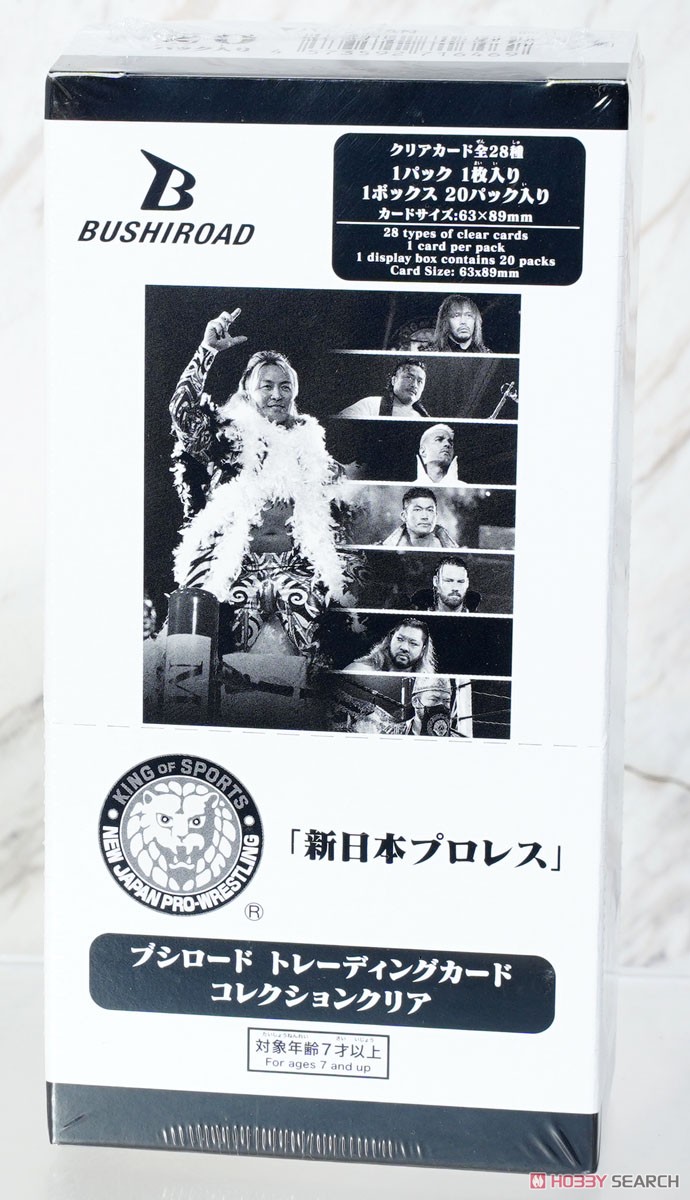 BUSHIROAD
クリアカード全28種
1パック 1枚入り
1ボックス 20パック入り
カードサイズ:63×89mm
28 types of clear cards
1 card per pack
1 display box contains 20 packs
Card Size: 63x89mm
KING OF SPORTS
NEW JAPAN PRO-WRESTLING
®
「新日本プロレス」
ブシロード トレーディングカード
コレクションクリア
対象年齢7才以上
For ages 7 and up
HOBBY SEARCH